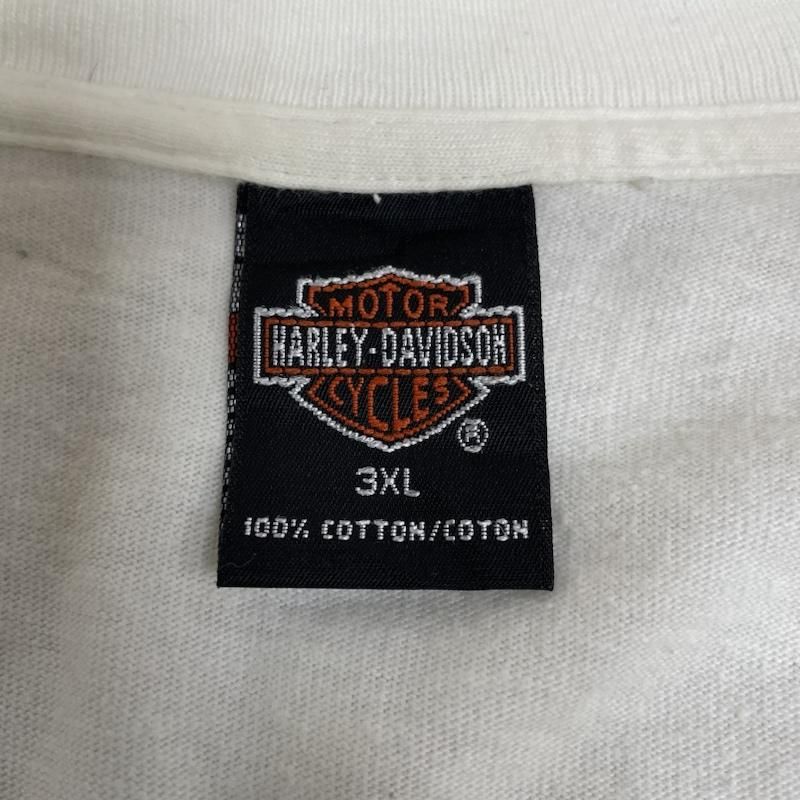 MOTOR
HARLEY-DAVIDSON
CYCLES
®
3XL
100% COTTON/COTON